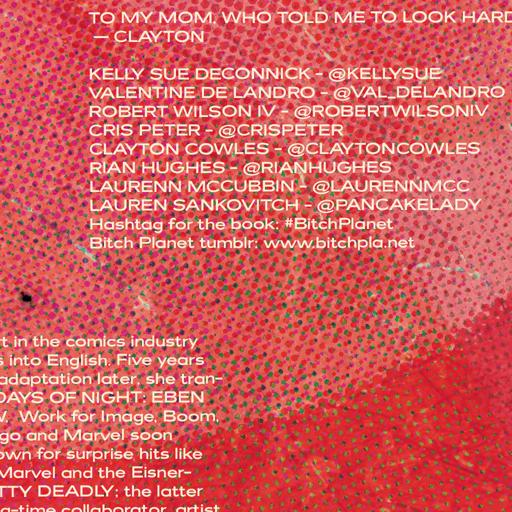 TO MY MOM, WHO TOLD ME TO LOOK HARD
— CLAYTON
KELLY SUE DECONNICK - @KELLYSUE
VALENTINE DE LANDRO - @VAL_DELANDRO
ROBERT WILSON IV - @ROBERTWILSONIV
CRIS PETER - @CRISPETER
CLAYTON COWLES - @CLAYTONCOWLES
RIAN HUGHES - @RIANHUGHES
LAURENN MCCUBBIN - @LAURENNMCC
LAUREN SANKOVITCH - @PANCAKELADY
Hashtag for the book: #BitchPlanet
Bitch Planet tumblr: www.bitchpla.net
t in the comics industry
s into English. Five years
adaptation later, she tran-
DAYS OF NIGHT: EBEN
Work for Image, Boom,
go and Marvel soon
own for surprise hits like
Marvel and the Eisner-
TTY DEADLY; the latter
g-time collaborator, artist